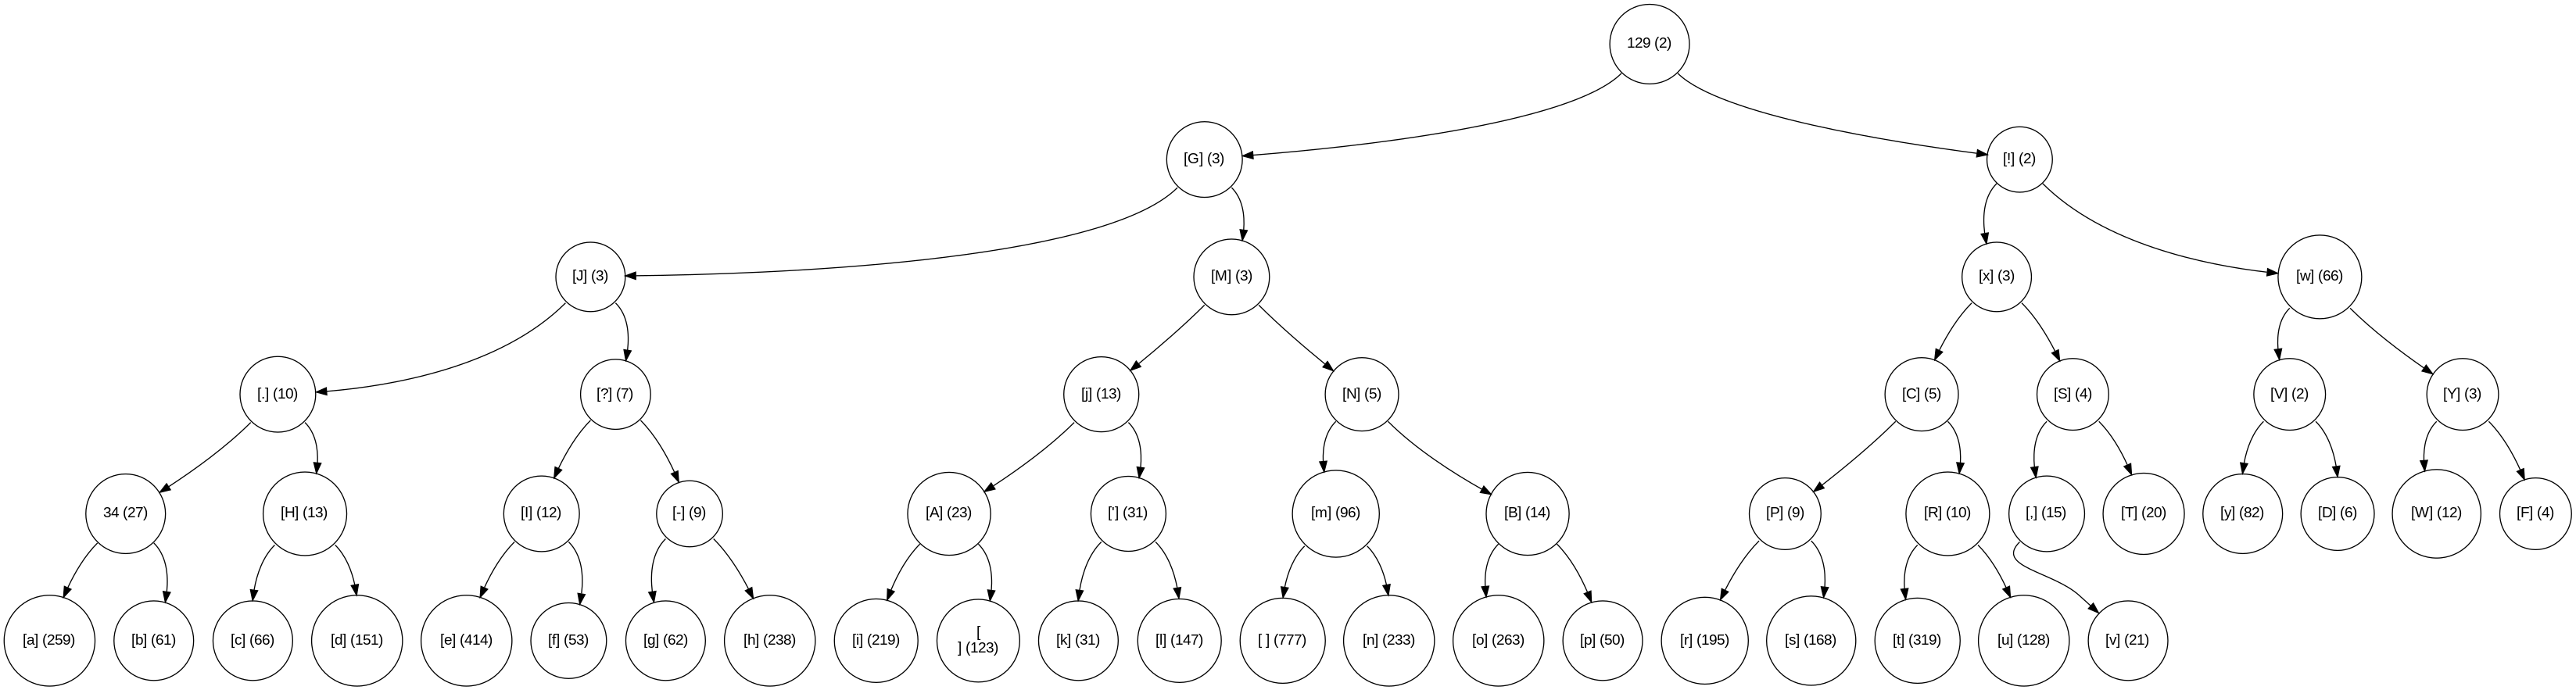 129 (2)
[G] (3)
[!] (2)
[J] (3)
[M] (3)
[x] (3)
[w] (66)
[.] (10)
[?] (7)
[j] (13)
[N] (5)
[C] (5)
[S] (4)
[V] (2)
[Y] (3)
34 (27)
[H] (13)
[I] (12)
[-] (9)
[A] (23)
['] (31)
[m] (96)
[B] (14)
[P] (9)
[R] (10)
[,] (15)
[T] (20)
[y] (82)
[D] (6)
[W] (12)
[F] (4)
[a] (259)
[b] (61)
[c] (66)
[d] (151)
[e] (414)
[f] (53)
[g] (62)
[h] (238)
[i] (219)
[
] (123)
[k] (31)
[l] (147)
[ ] (777)
[n] (233)
[o] (263)
[p] (50)
[r] (195)
[s] (168)
[t] (319)
[u] (128)
[v] (21)